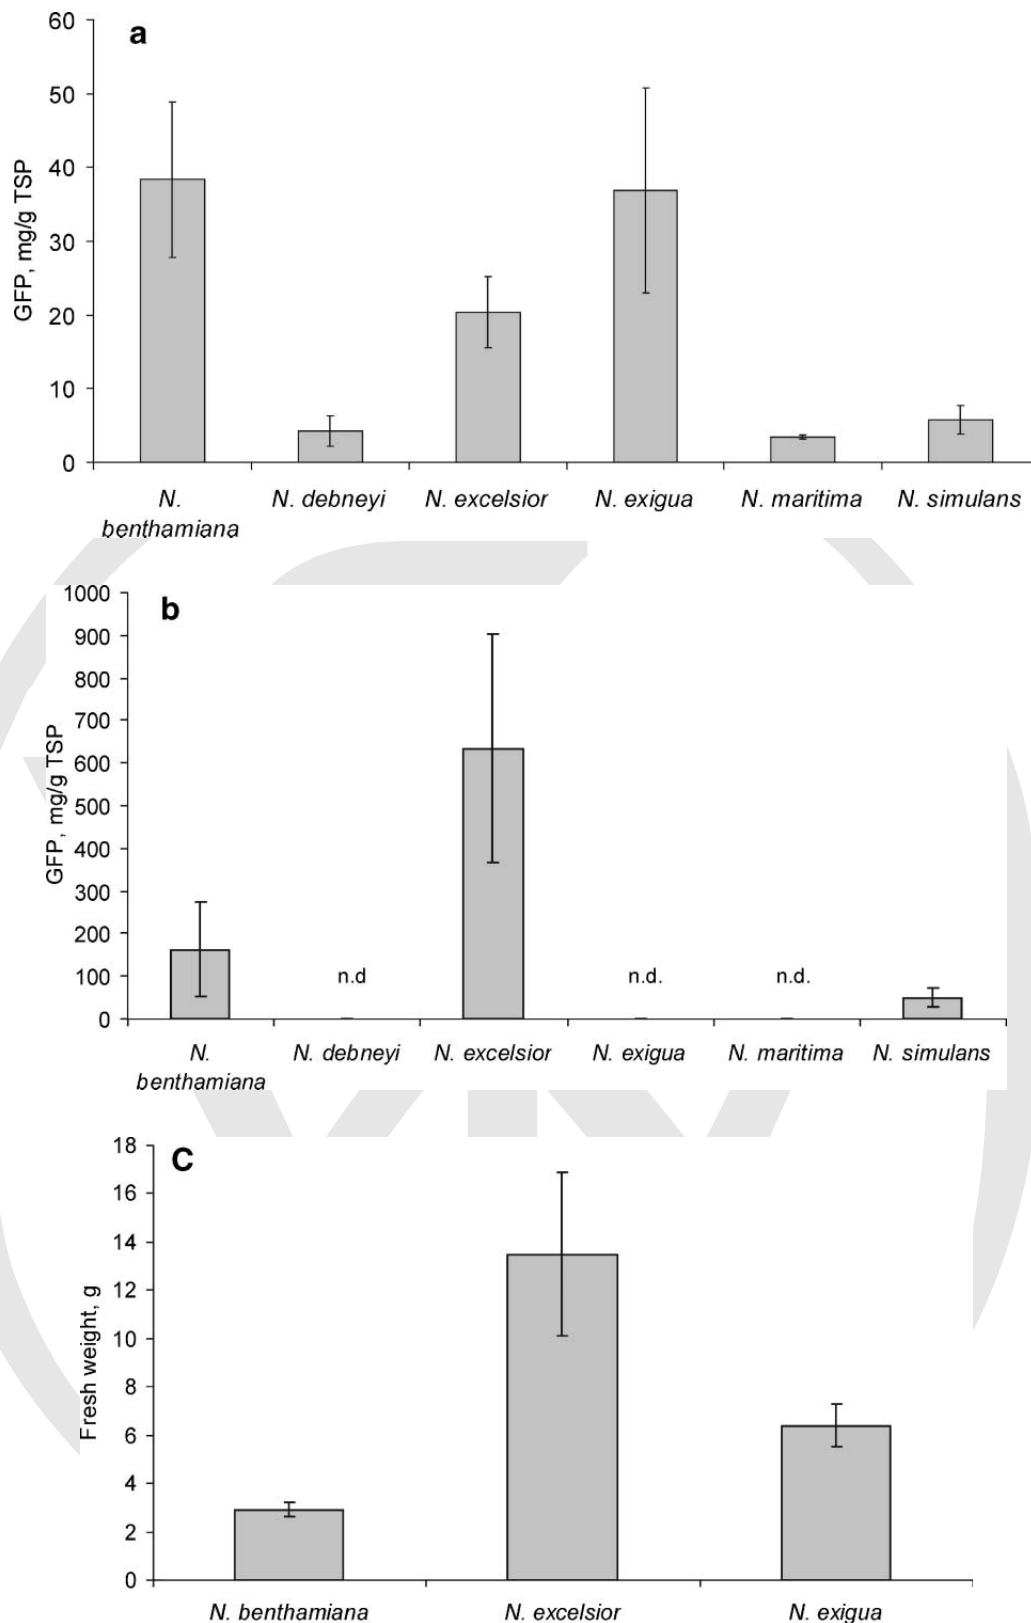 a
60
50
40
30
20
10
0
GFP, mg/g TSP
N. benthamiana N. debneyi N. excelsior N. exigua N. maritima N. simulans
b
1000
900
800
700
600
500
400
300
200
100
0
GFP, mg/g TSP
n.d n.d. n.d.
N. benthamiana N. debneyi N. excelsior N. exigua N. maritima N. simulans
C
18
16
14
12
10
8
6
4
2
0
Fresh weight, g
N. benthamiana N. excelsior N. exigua